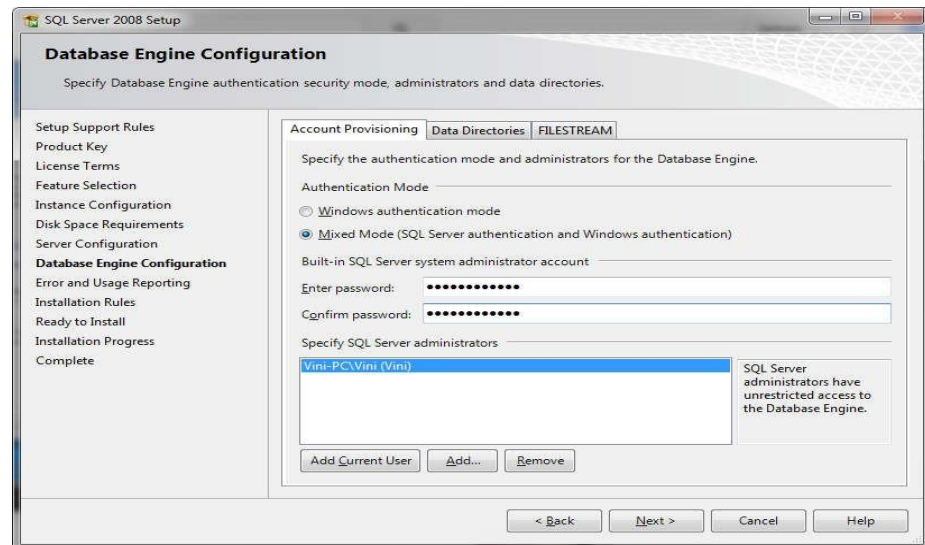 SQL Server 2008 Setup
Database Engine Configuration
Specify Database Engine authentication security mode, administrators and data directories.
Setup Support Rules
Product Key
License Terms
Feature Selection
Instance Configuration
Disk Space Requirements
Server Configuration
Database Engine Configuration
Error and Usage Reporting
Installation Rules
Ready to Install
Installation Progress
Complete
Account Provisioning
Data Directories
FILESTREAM
Specify the authentication mode and administrators for the Database Engine.
Authentication Mode
Windows authentication mode
Mixed Mode (SQL Server authentication and Windows authentication)
Built-in SQL Server system administrator account
Enter password: ●●●●●●●●●●●●
Confirm password: ●●●●●●●●●●●●
Specify SQL Server administrators
Vini-PC\Vini (Vini)
SQL Server
administrators have
unrestricted access to
the Database Engine.
Add Current User
Add...
Remove
< Back
Next >
Cancel
Help